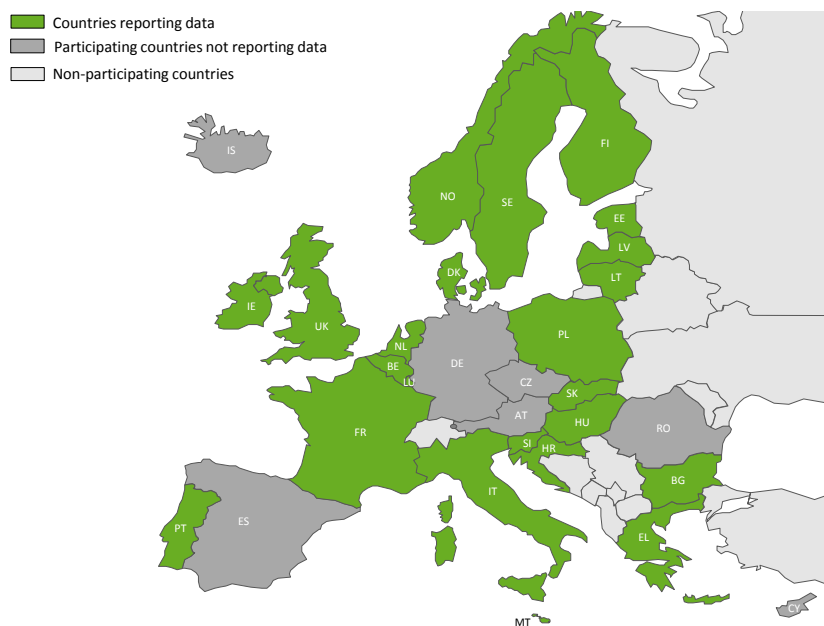 Countries reporting data
Participating countries not reporting data
Non-participating countries
IS
FI
NO
SE
EE
LV
DK
LT
IE
UK
NL
PL
BE
DE
LU
CZ
SK
AT
HU
RO
FR
SI
HR
BG
IT
ES
PT
EL
CY
MT